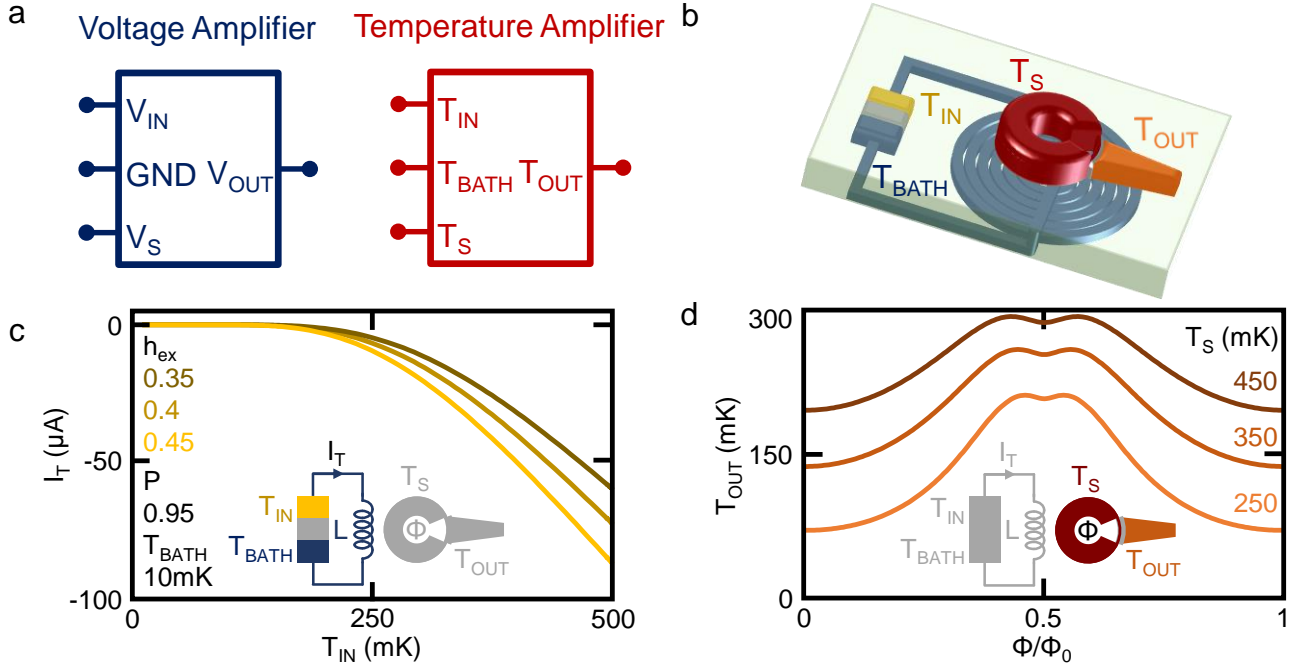 a
Voltage Amplifier
V_IN
GND V_OUT
V_S
Temperature Amplifier
T_IN
T_BATH T_OUT
T_S
b
T_S
T_IN
T_OUT
T_BATH
c
0
-50
-100
I_T (μA)
h_ex
0.35
0.4
0.45
P
0.95
T_BATH
10mK
I_T
T_IN
T_BATH
L
T_S
Φ
T_OUT
0
250
500
T_IN (mK)
d
300
150
0
T_OUT (mK)
T_S (mK)
450
350
250
I_T
T_IN
T_BATH
L
T_S
Φ
T_OUT
0
0.5
1
Φ/Φ_0